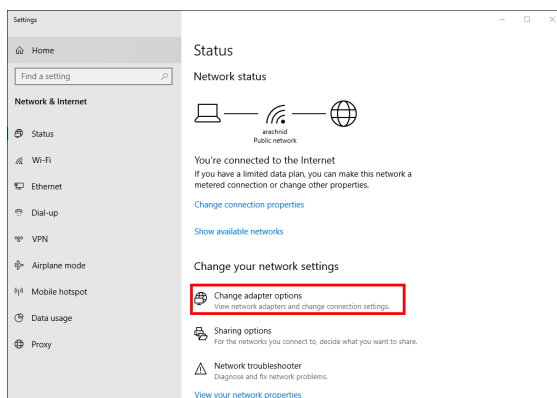 Settings
Home
Find a setting
Network & Internet
Status
Wi-Fi
Ethernet
Dial-up
VPN
Airplane mode
Mobile hotspot
Data usage
Proxy
Status
Network status
arachnid
Public network
You're connected to the Internet
If you have a limited data plan, you can make this network a
metered connection or change other properties.
Change connection properties
Show available networks
Change your network settings
Change adapter options
View network adapters and change connection settings.
Sharing options
For the networks you connect to, decide what you want to share.
Network troubleshooter
Diagnose and fix network problems.
View your network properties